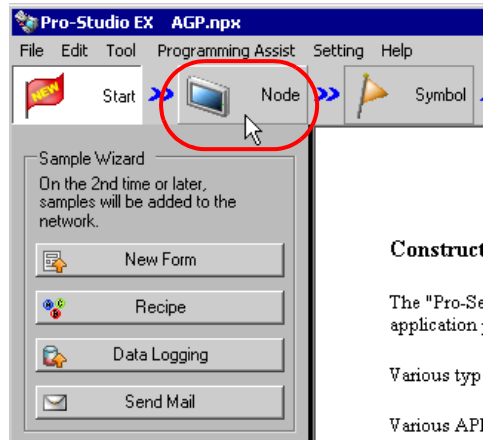 Pro-Studio EX AGP.npx
File Edit Tool Programming Assist Setting Help
NEW Start Node Symbol
Sample Wizard
On the 2nd time or later,
samples will be added to the
network.
New Form
Recipe
Data Logging
Send Mail
Construct
The "Pro-Se
application
Various typ
Various API